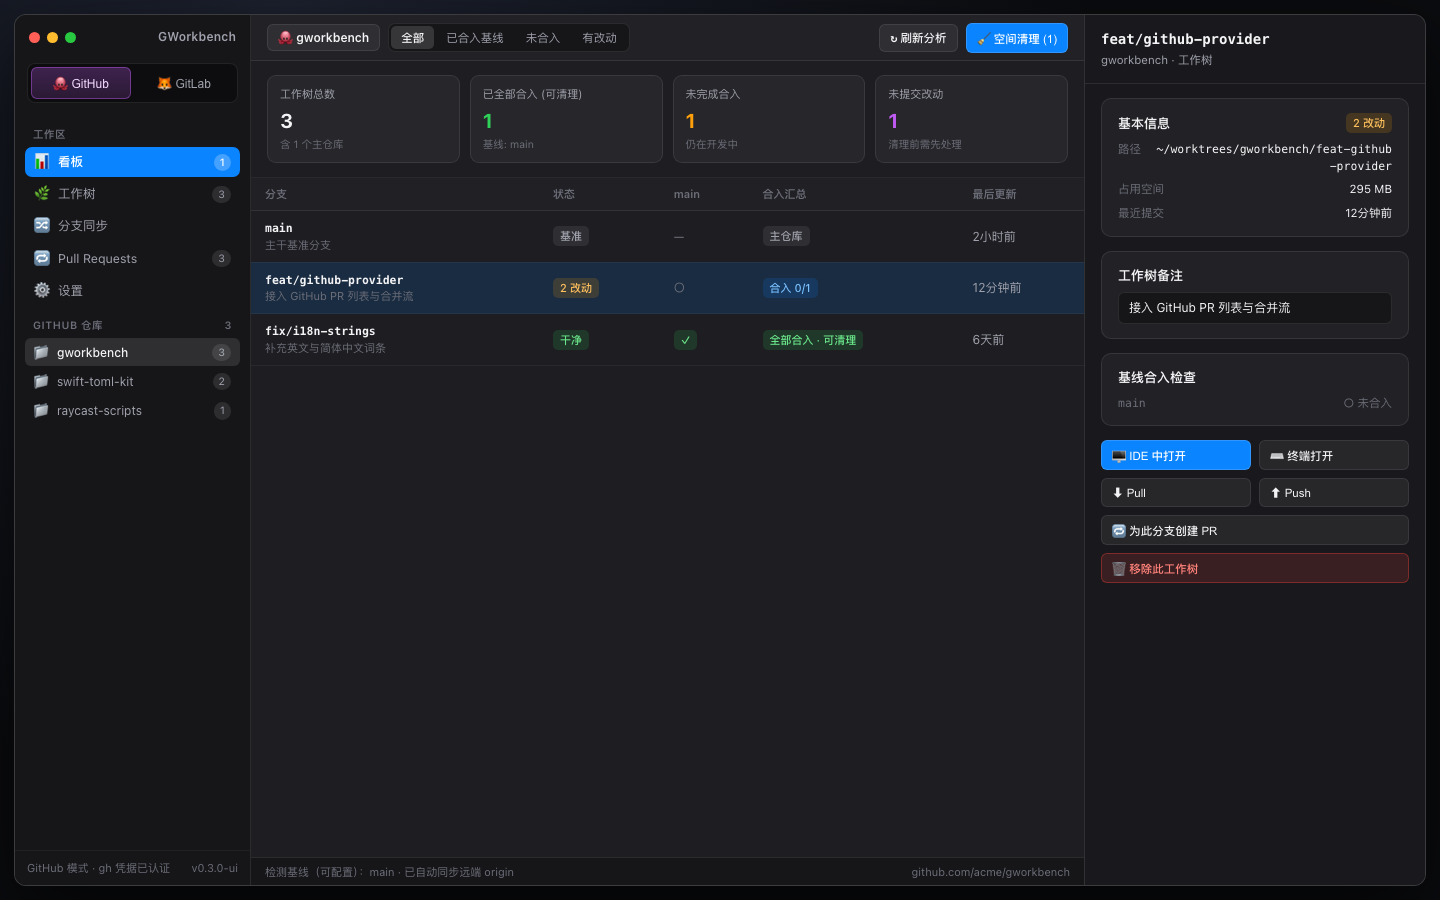 GWorkbench
GitHub
GitLab
工作区
看板 1
工作树 3
分支同步
Pull Requests 3
设置
GITHUB 仓库 3
gworkbench 3
swift-toml-kit 2
raycast-scripts 1
GitHub 模式 · gh 凭据已认证 v0.3.0-ui
gworkbench
全部 已合入基线 未合入 有改动
↻ 刷新分析
空间清理 (1)
工作树总数
3
含 1 个主仓库
已全部合入 (可清理)
1
基线: main
未完成合入
1
仍在开发中
未提交改动
1
清理前需先处理
分支 状态 main 合入汇总 最后更新
main
主干基准分支
基准 — 主仓库 2小时前
feat/github-provider
接入 GitHub PR 列表与合并流
2 改动 ○ 合入 0/1 12分钟前
fix/i18n-strings
补充英文与简体中文词条
干净 ✓ 全部合入 · 可清理 6天前
检测基线（可配置）: main · 已自动同步远端 origin
github.com/acme/gworkbench
feat/github-provider
gworkbench · 工作树
基本信息 2 改动
路径 ~/worktrees/gworkbench/feat-github
-provider
占用空间 295 MB
最近提交 12分钟前
工作树备注
接入 GitHub PR 列表与合并流
基线合入检查
main ○ 未合入
IDE 中打开
终端打开
⬇ Pull
⬆ Push
为此分支创建 PR
移除此工作树